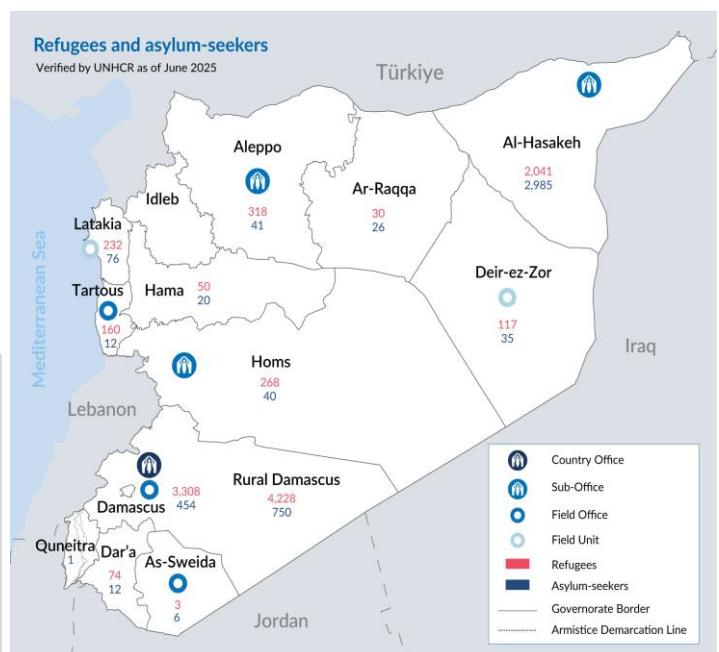 Refugees and asylum-seekers
Verified by UNHCR as of June 2025
Türkiye
Aleppo
318
41
Al-Hasakeh
2,041
2,985
Ar-Raqqa
30
26
Idleb
Latakia
232
76
Mediterranean Sea
Tartous
160
12
Hama
50
20
Deir-ez-Zor
117
35
Iraq
Homs
268
40
Lebanon
Damascus
3,308
454
Rural Damascus
4,228
750
Quneitra
1
Dar'a
74
12
As-Sweida
3
6
Jordan
Country Office
Sub-Office
Field Office
Field Unit
Refugees
Asylum-seekers
Governorate Border
Armistice Demarcation Line